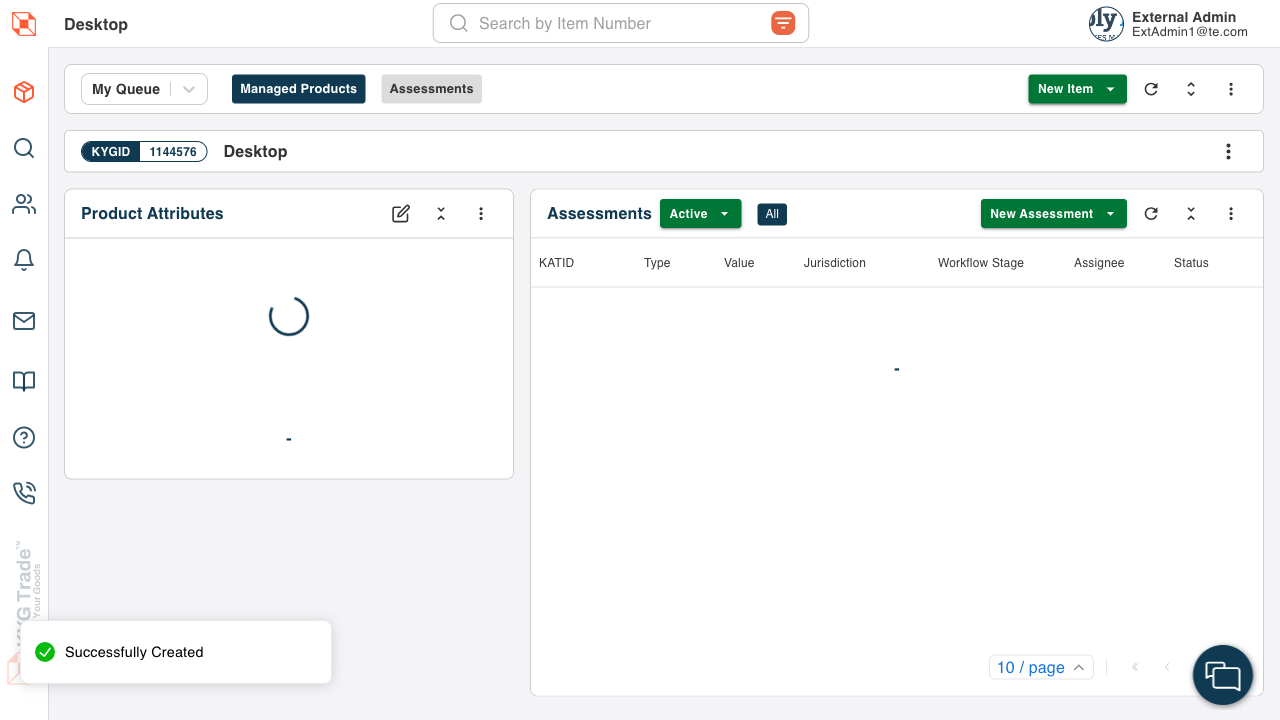 Desktop
Search by Item Number
External Admin
ExtAdmin1@te.com
My Queue
Managed Products
Assessments
New Item
KYGID 1144576
Desktop
Product Attributes
Assessments
Active
All
New Assessment
KATID Type Value Jurisdiction Workflow Stage Assignee Status
-
-
G Trade™
Your Goods
Successfully Created
10 / page